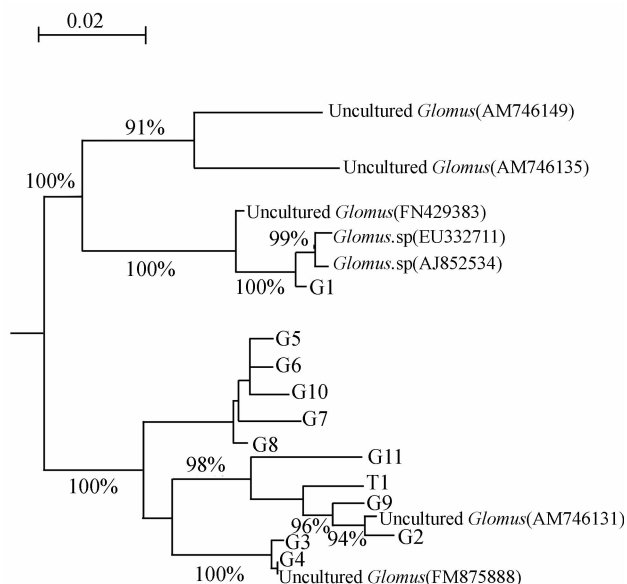 0.02
Uncultured Glomus(AM746149)
91%
Uncultured Glomus(AM746135)
100%
Uncultured Glomus(FN429383)
99%
Glomus.sp(EU332711)
Glomus.sp(AJ852534)
100%
100%
G1
G5
G6
G10
G7
G8
G11
98%
100%
T1
G9
Uncultured Glomus(AM746131)
96%
94%
G2
G3
G4
100%
Uncultured Glomus(FM875888)